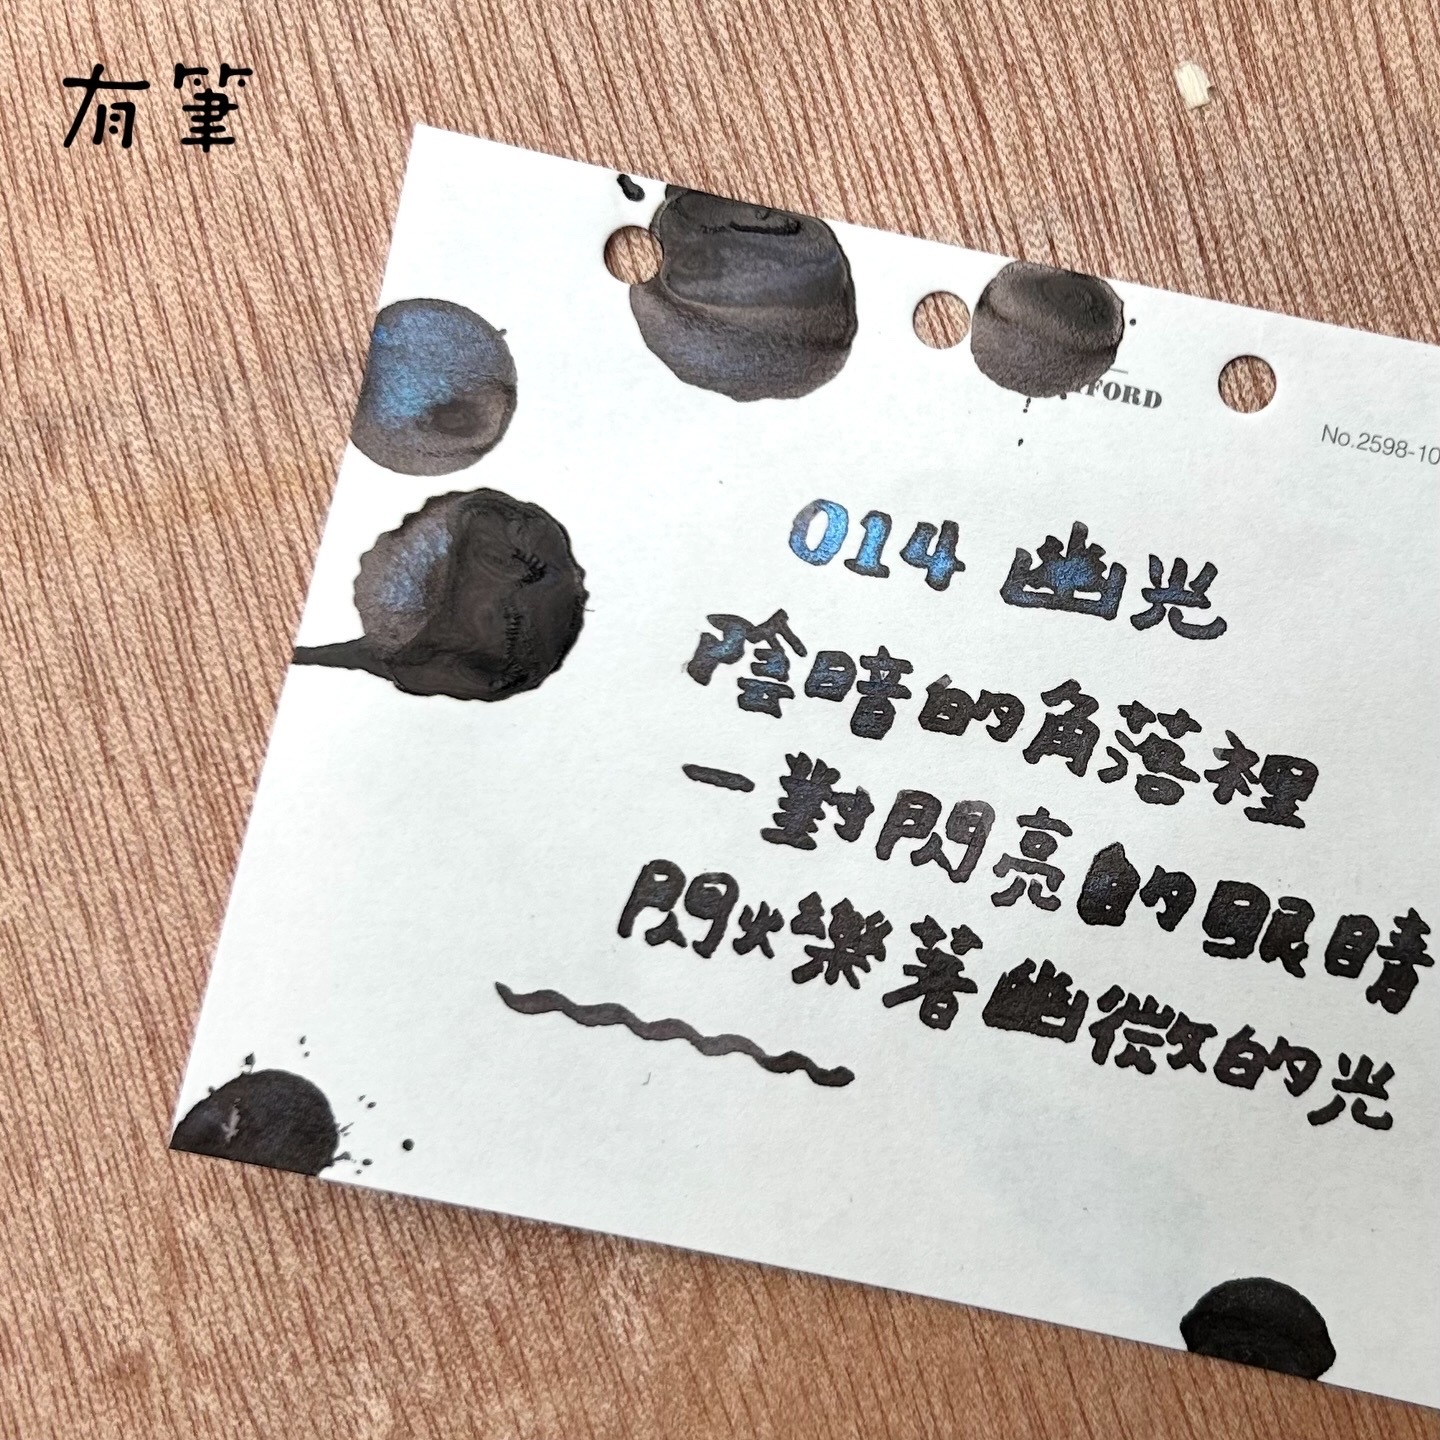 有筆
FORD
No.2598-10
014 幽光
陰暗的角落裡
一對閃亮的眼睛
閃爍著幽微的光